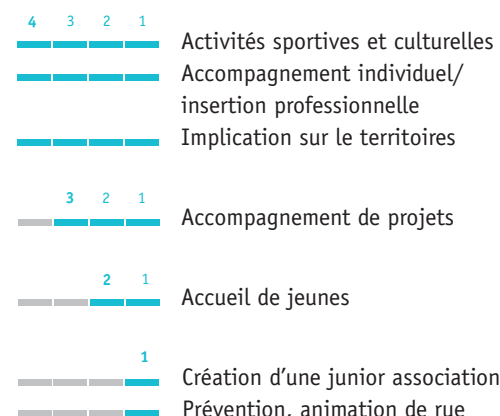 4 3 2 1
Activités sportives et culturelles
Accompagnement individuel/
insertion professionnelle
Implication sur le territoires
3 2 1
Accompagnement de projets
2 1
Accueil de jeunes
1
Création d'une junior association
Prévention, animation de rue